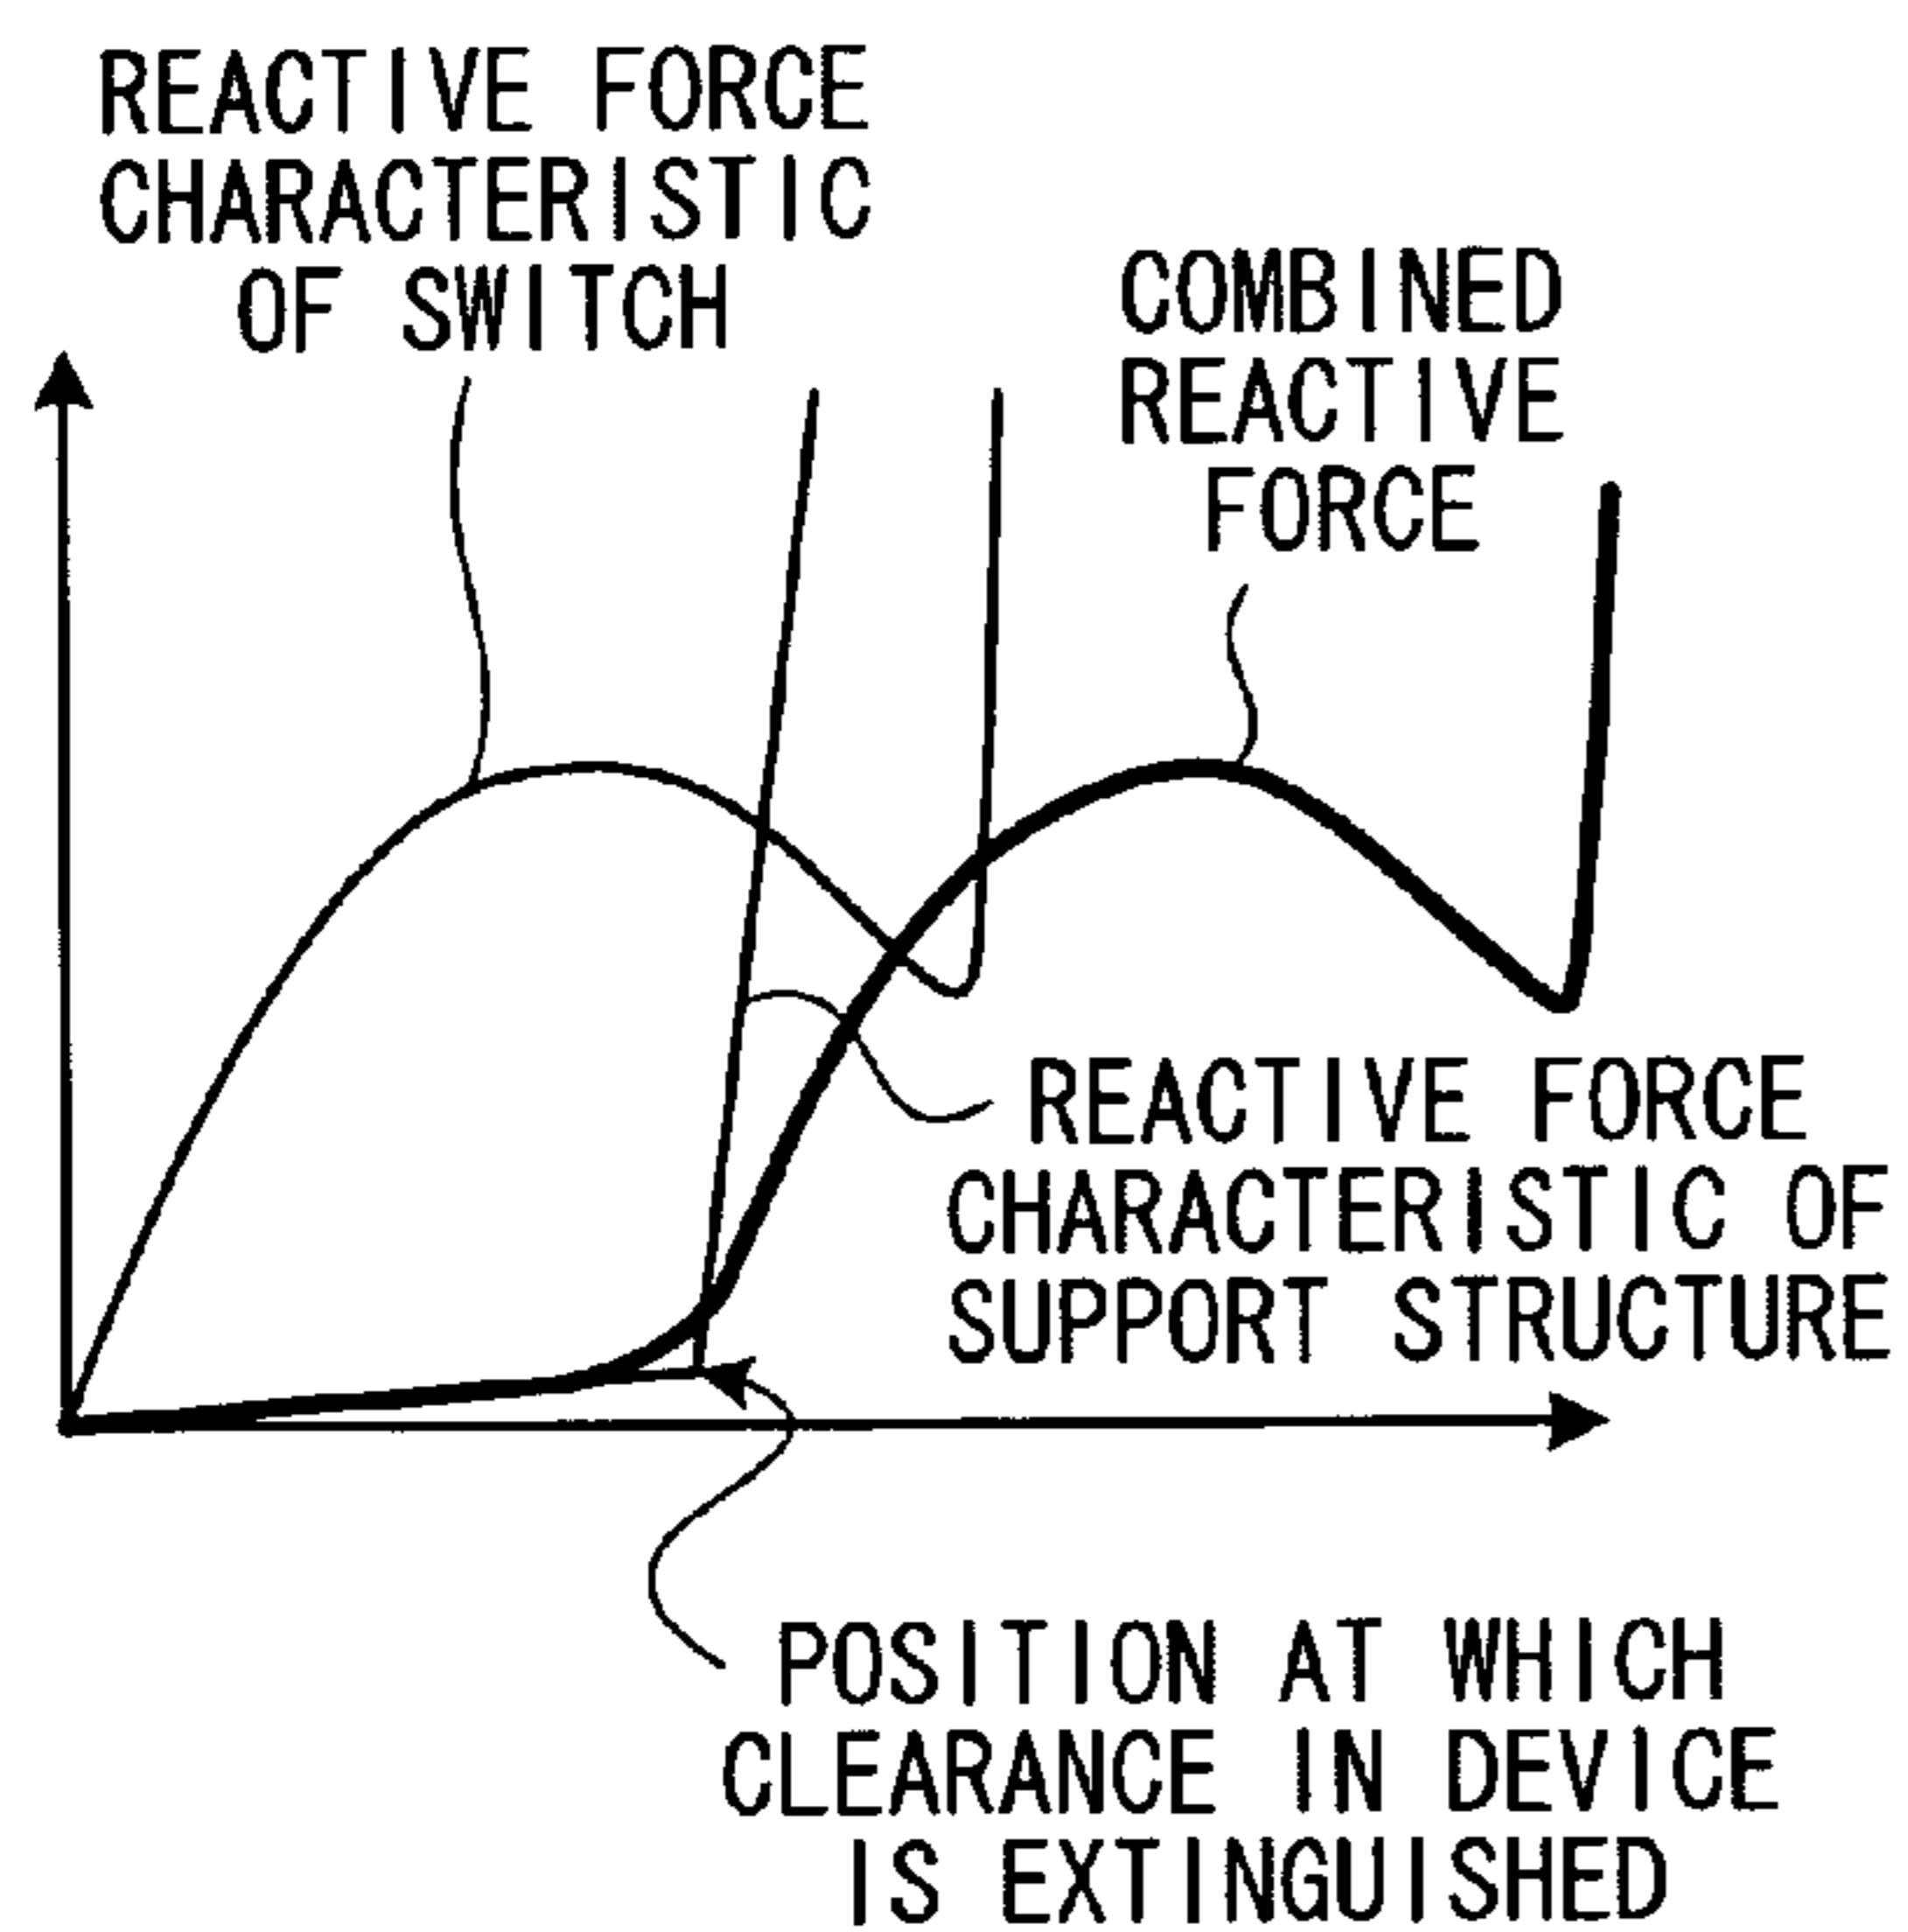 REACTIVE FORCE
CHARACTERISTIC
OF SWITCH
COMBINED
REACTIVE
FORCE
REACTIVE FORCE
CHARACTERISTIC OF
SUPPORT STRUCTURE
POSITION AT WHICH
CLEARANCE IN DEVICE
IS EXTINGUISHED